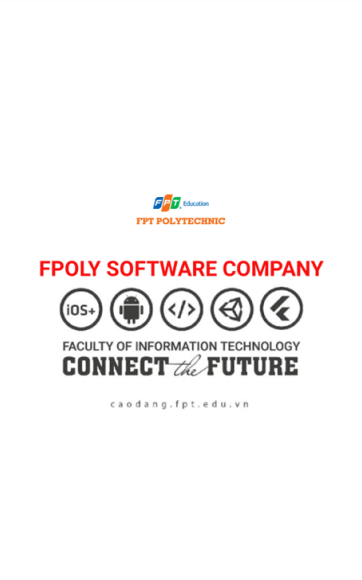 FPT Education
FPT POLYTECHNIC
FPOLY SOFTWARE COMPANY
iOS+ </>
FACULTY OF INFORMATION TECHNOLOGY
CONNECT the FUTURE
caodang.fpt.edu.vn